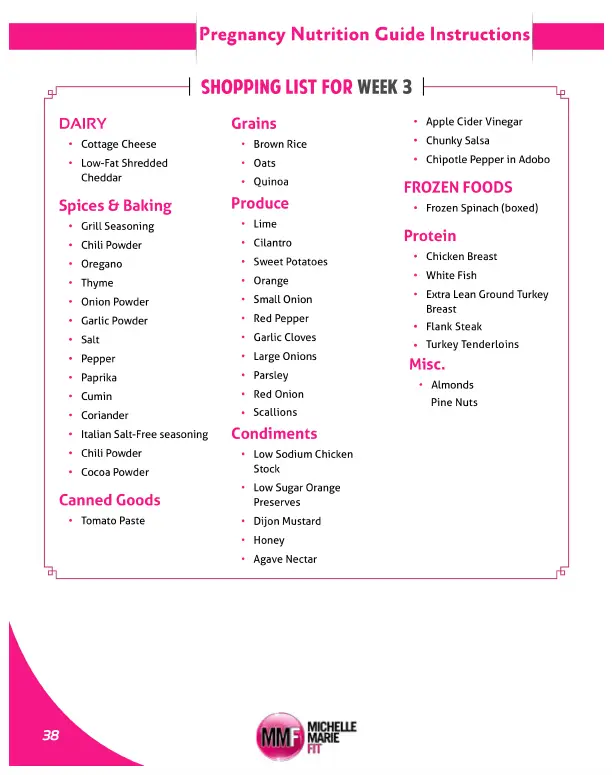 Pregnancy Nutrition Guide Instructions
SHOPPING LIST FOR WEEK 3
DAIRY
• Cottage Cheese
• Low-Fat Shredded
Cheddar
Spices & Baking
• Grill Seasoning
• Chili Powder
• Oregano
• Thyme
• Onion Powder
• Garlic Powder
• Salt
• Pepper
• Paprika
• Cumin
• Coriander
• Italian Salt-Free seasoning
• Chili Powder
• Cocoa Powder
Canned Goods
• Tomato Paste
Grains
• Brown Rice
• Oats
• Quinoa
Produce
• Lime
• Cilantro
• Sweet Potatoes
• Orange
• Small Onion
• Red Pepper
• Garlic Cloves
• Large Onions
• Parsley
• Red Onion
• Scallions
Condiments
• Low Sodium Chicken
Stock
• Low Sugar Orange
Preserves
• Dijon Mustard
• Honey
• Agave Nectar
• Apple Cider Vinegar
• Chunky Salsa
• Chipotle Pepper in Adobo
FROZEN FOODS
• Frozen Spinach (boxed)
Protein
• Chicken Breast
• White Fish
• Extra Lean Ground Turkey
Breast
• Flank Steak
• Turkey Tenderloins
Misc.
• Almonds
Pine Nuts
38
MMF
MICHELLE
MARIE
FIT